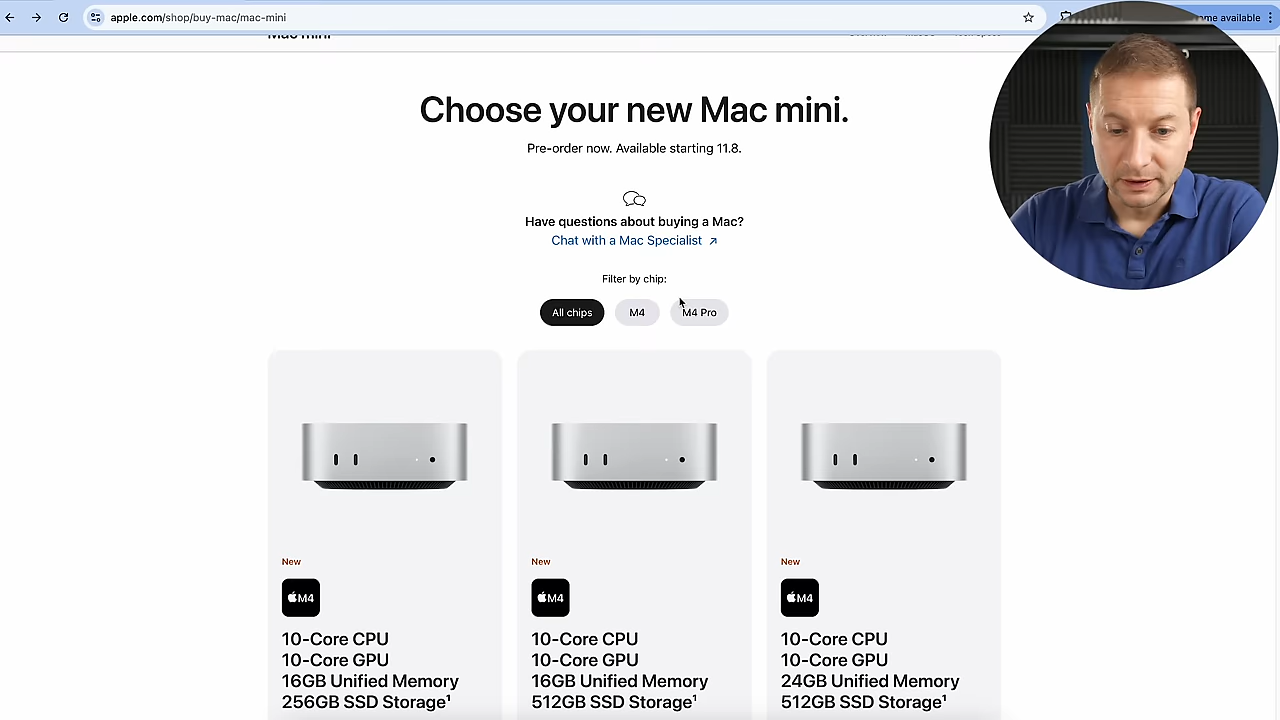 apple.com/shop/buy-mac/mac-mini
me available
Mac mini
Choose your new Mac mini.
Pre-order now. Available starting 11.8.
Have questions about buying a Mac?
Chat with a Mac Specialist ↗
Filter by chip:
All chips
M4
M4 Pro
New
M4
10-Core CPU
10-Core GPU
16GB Unified Memory
256GB SSD Storage¹
New
M4
10-Core CPU
10-Core GPU
16GB Unified Memory
512GB SSD Storage¹
New
M4
10-Core CPU
10-Core GPU
24GB Unified Memory
512GB SSD Storage¹